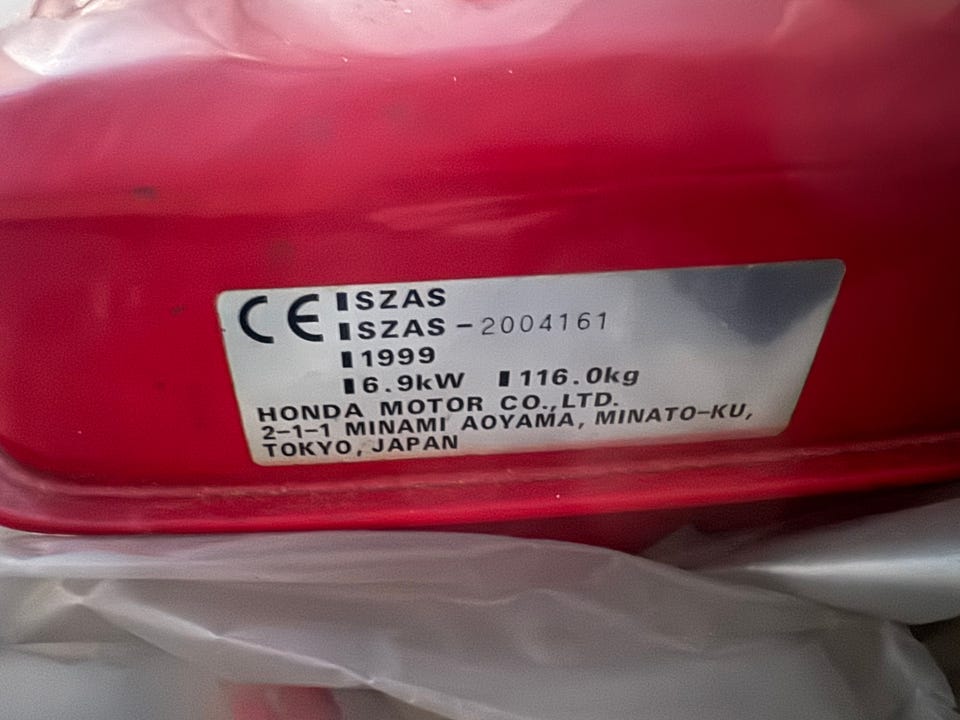 CE ▮SZAS
▮SZAS-2004161
▮1999
▮6.9kW ▮116.0kg
HONDA MOTOR CO.,LTD.
2-1-1 MINAMI AOYAMA, MINATO-KU,
TOKYO, JAPAN